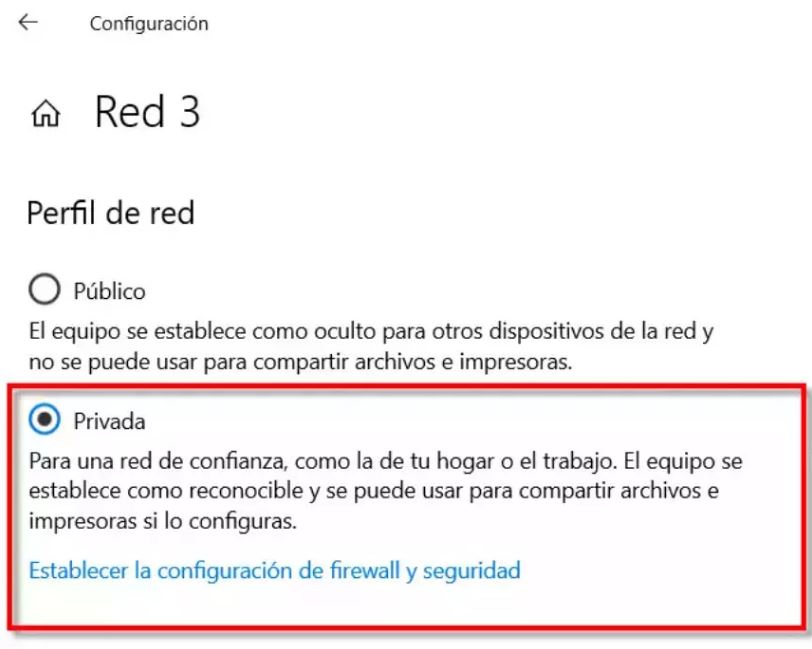 Configuración
Red 3
Perfil de red
Público
El equipo se establece como oculto para otros dispositivos de la red y
no se puede usar para compartir archivos e impresoras.
Privada
Para una red de confianza, como la de tu hogar o el trabajo. El equipo se
establece como reconocible y se puede usar para compartir archivos e
impresoras si lo configuras.
Establecer la configuración de firewall y seguridad